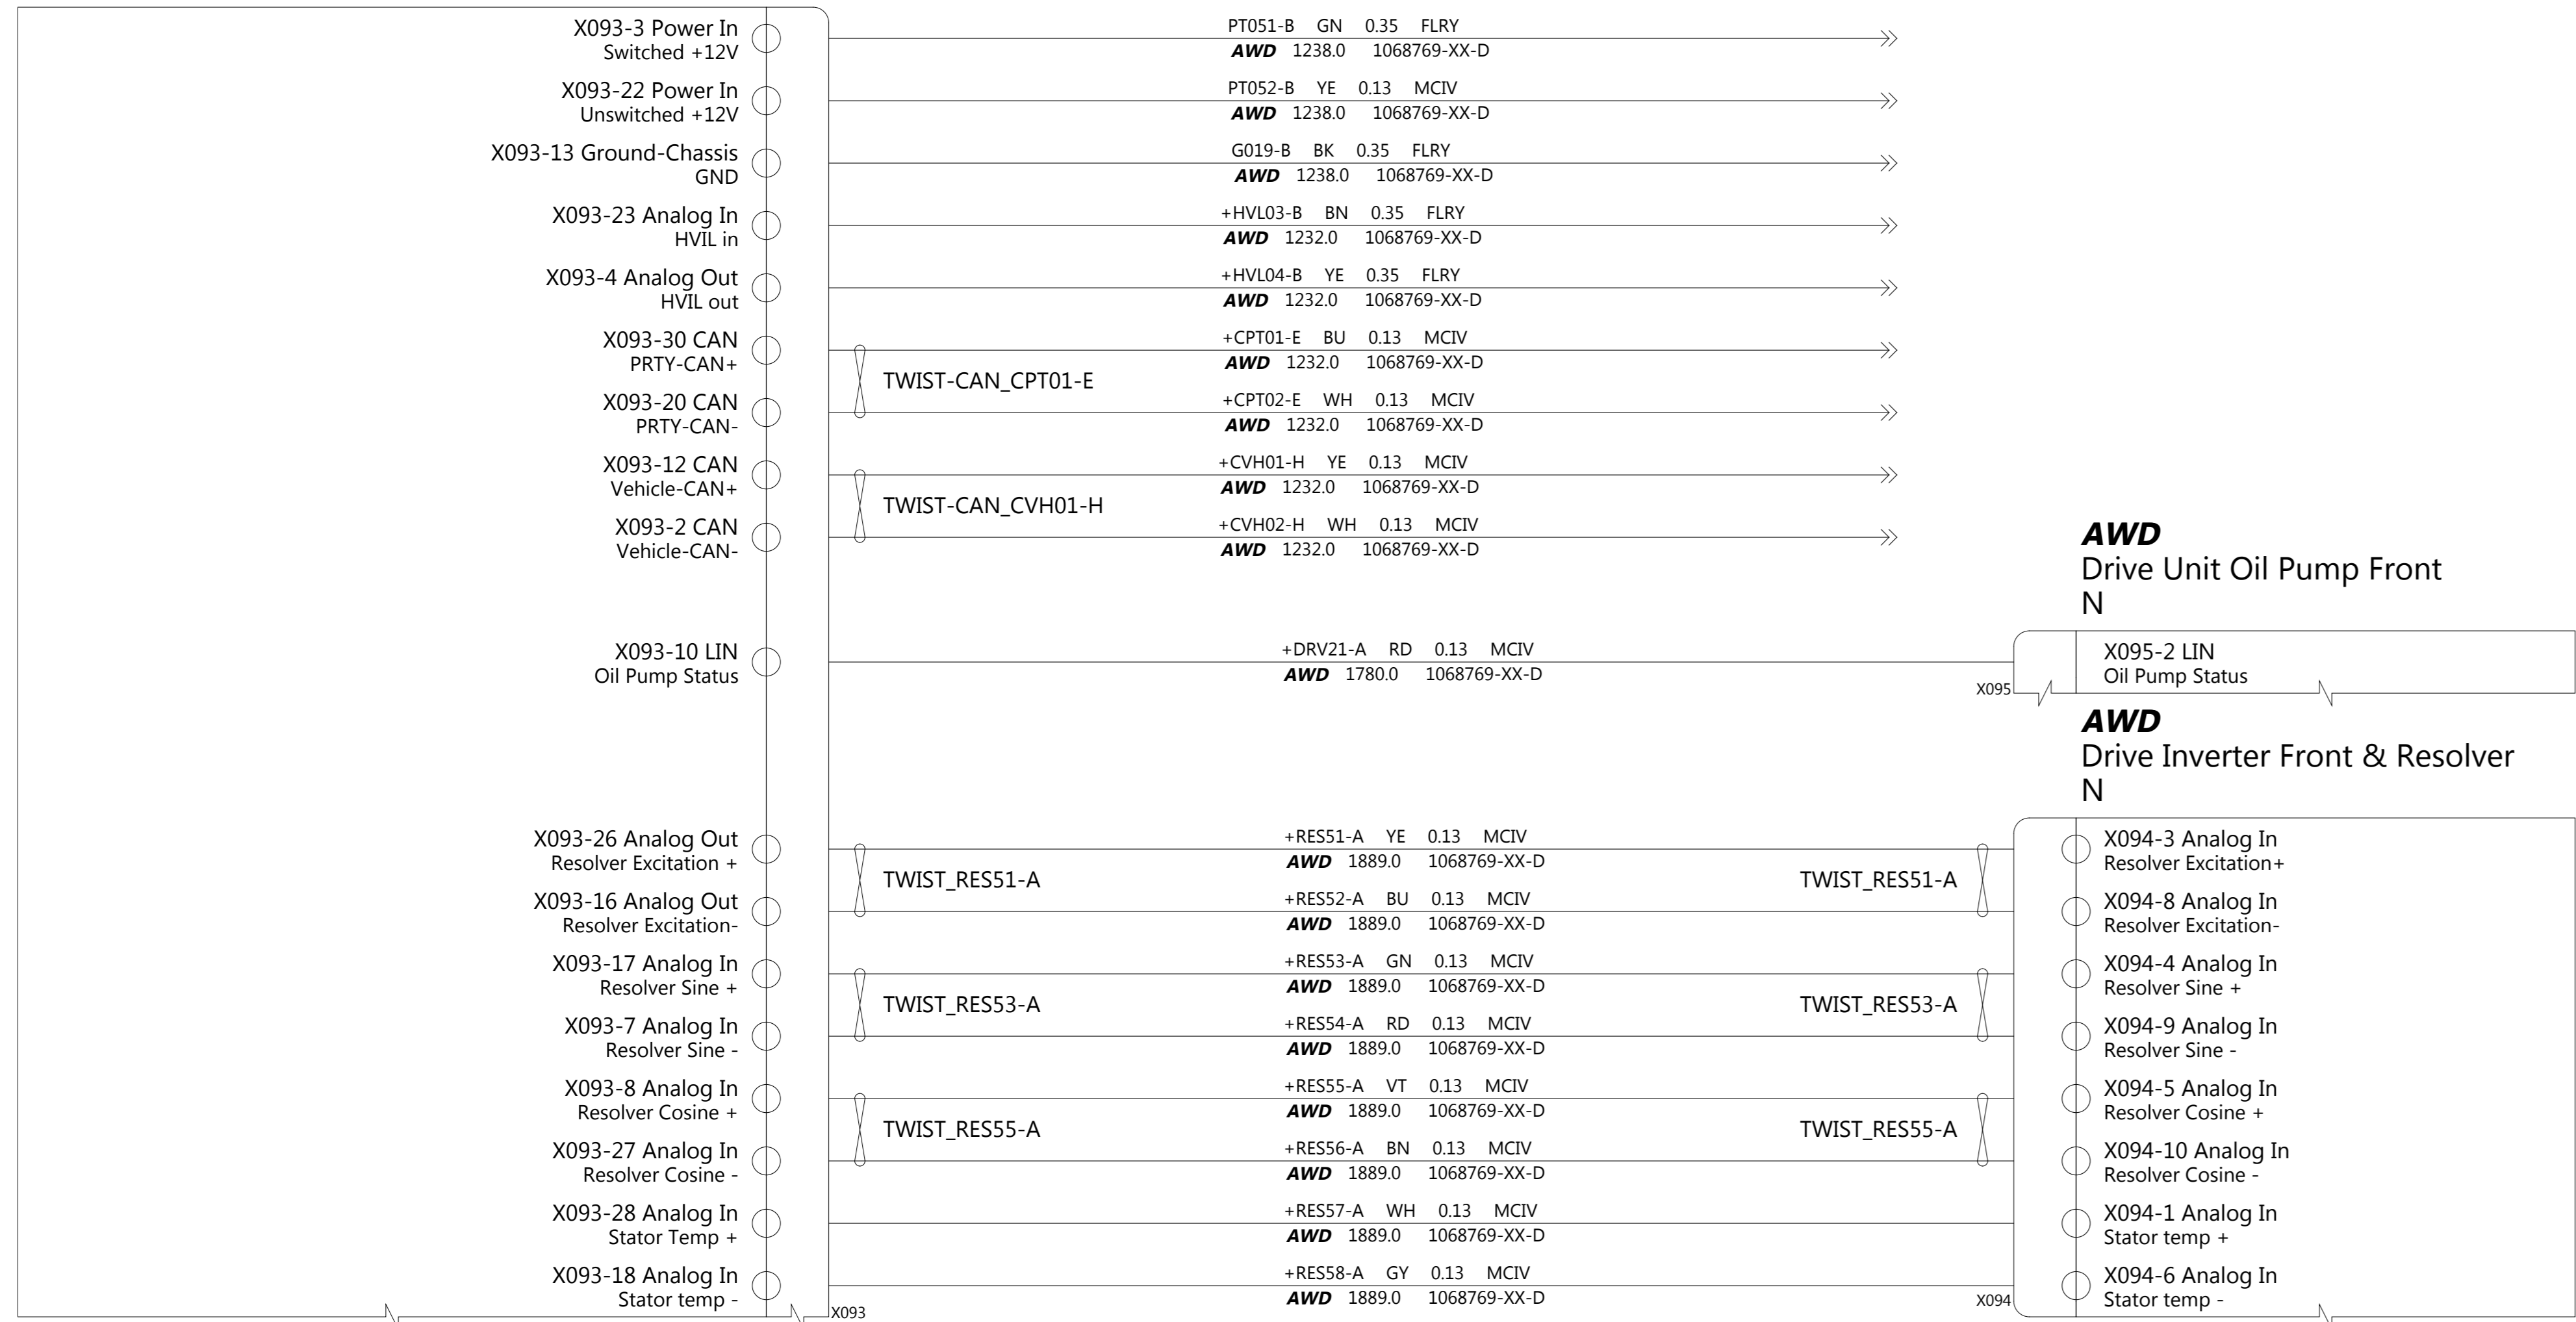 X093-3 Power In
Switched +12V
PT051-B GN 0.35 FLRY
AWD 1238.0 1068769-XX-D
X093-22 Power In
Unswitched +12V
PT052-B YE 0.13 MCIV
AWD 1238.0 1068769-XX-D
X093-13 Ground-Chassis
GND
G019-B BK 0.35 FLRY
AWD 1238.0 1068769-XX-D
X093-23 Analog In
HVIL in
+HVL03-B BN 0.35 FLRY
AWD 1232.0 1068769-XX-D
X093-4 Analog Out
HVIL out
+HVL04-B YE 0.35 FLRY
AWD 1232.0 1068769-XX-D
X093-30 CAN
PRTY-CAN+
+CPT01-E BU 0.13 MCIV
AWD 1232.0 1068769-XX-D
TWIST-CAN_CPT01-E
X093-20 CAN
PRTY-CAN-
+CPT02-E WH 0.13 MCIV
AWD 1232.0 1068769-XX-D
X093-12 CAN
Vehicle-CAN+
+CVH01-H YE 0.13 MCIV
AWD 1232.0 1068769-XX-D
TWIST-CAN_CVH01-H
X093-2 CAN
Vehicle-CAN-
+CVH02-H WH 0.13 MCIV
AWD 1232.0 1068769-XX-D
AWD
Drive Unit Oil Pump Front
N
X093-10 LIN
Oil Pump Status
+DRV21-A RD 0.13 MCIV
AWD 1780.0 1068769-XX-D
X095
X095-2 LIN
Oil Pump Status
AWD
Drive Inverter Front & Resolver
N
X093-26 Analog Out
Resolver Excitation +
+RES51-A YE 0.13 MCIV
AWD 1889.0 1068769-XX-D
X094-3 Analog In
Resolver Excitation+
TWIST_RES51-A
TWIST_RES51-A
X093-16 Analog Out
Resolver Excitation-
+RES52-A BU 0.13 MCIV
AWD 1889.0 1068769-XX-D
X094-8 Analog In
Resolver Excitation-
X093-17 Analog In
Resolver Sine +
+RES53-A GN 0.13 MCIV
AWD 1889.0 1068769-XX-D
X094-4 Analog In
Resolver Sine +
TWIST_RES53-A
TWIST_RES53-A
X093-7 Analog In
Resolver Sine -
+RES54-A RD 0.13 MCIV
AWD 1889.0 1068769-XX-D
X094-9 Analog In
Resolver Sine -
X093-8 Analog In
Resolver Cosine +
+RES55-A VT 0.13 MCIV
AWD 1889.0 1068769-XX-D
X094-5 Analog In
Resolver Cosine +
TWIST_RES55-A
TWIST_RES55-A
X093-27 Analog In
Resolver Cosine -
+RES56-A BN 0.13 MCIV
AWD 1889.0 1068769-XX-D
X094-10 Analog In
Resolver Cosine -
X093-28 Analog In
Stator Temp +
+RES57-A WH 0.13 MCIV
AWD 1889.0 1068769-XX-D
X094-1 Analog In
Stator temp +
X093-18 Analog In
Stator temp -
+RES58-A GY 0.13 MCIV
AWD 1889.0 1068769-XX-D
X094-6 Analog In
Stator temp -
X093
X094